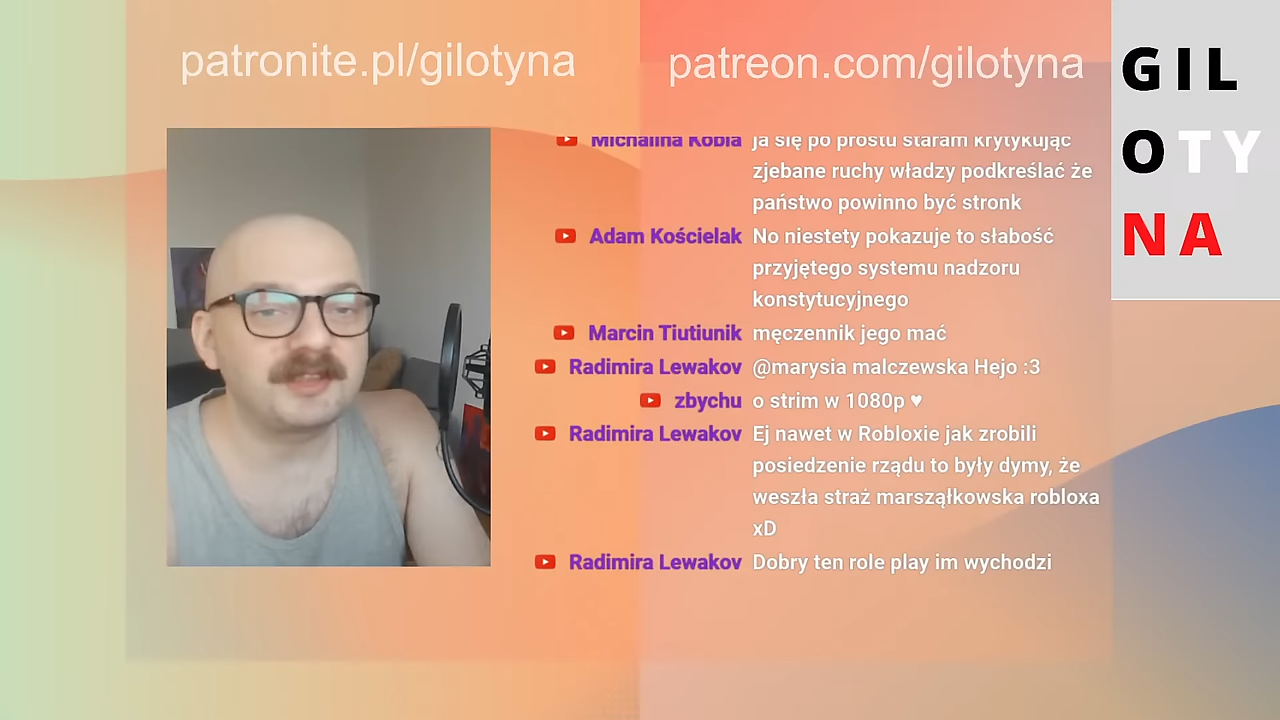 patronite.pl/gilotyna
patreon.com/gilotyna
GIL
OTY
NA
Michalina Kobla ja się po prostu staram krytykując
zjebane ruchy władzy podkreślać że
państwo powinno być stronk
Adam Kościelak No niestety pokazuje to słabość
przyjętego systemu nadzoru
konstytucyjnego
Marcin Tiutiunik męczennik jego mać
Radimira Lewakov @marysia malczewska Hejo :3
zbychu o strim w 1080p ♥
Radimira Lewakov Ej nawet w Robloxie jak zrobili
posiedzenie rządu to były dymy, że
weszła straż marsząłkowska robloxa
xD
Radimira Lewakov Dobry ten role play im wychodzi